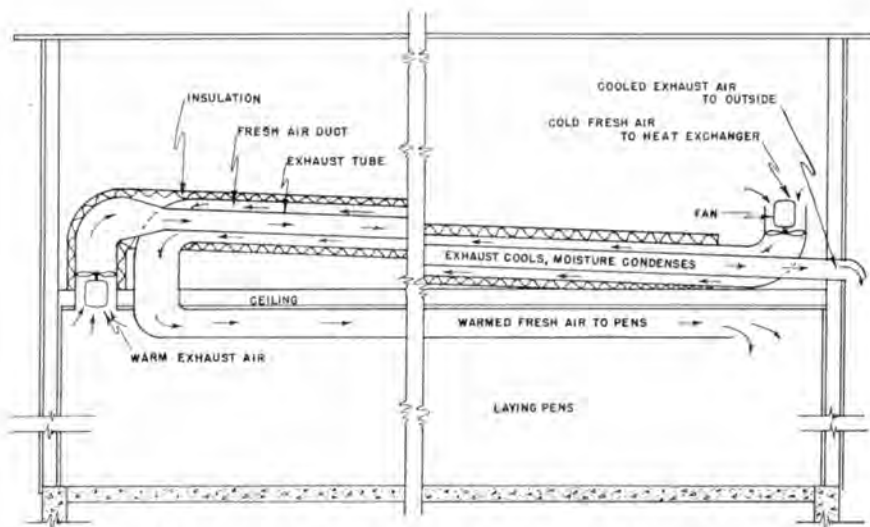 COOLED EXHAUST AIR
TO OUTSIDE
COLD FRESH AIR
TO HEAT EXCHANGER
INSULATION
FRESH AIR DUCT
EXHAUST TUBE
FAN
EXHAUST COOLS, MOISTURE CONDENSES
CEILING
WARMED FRESH AIR TO PENS
WARM EXHAUST AIR
LAYING PENS